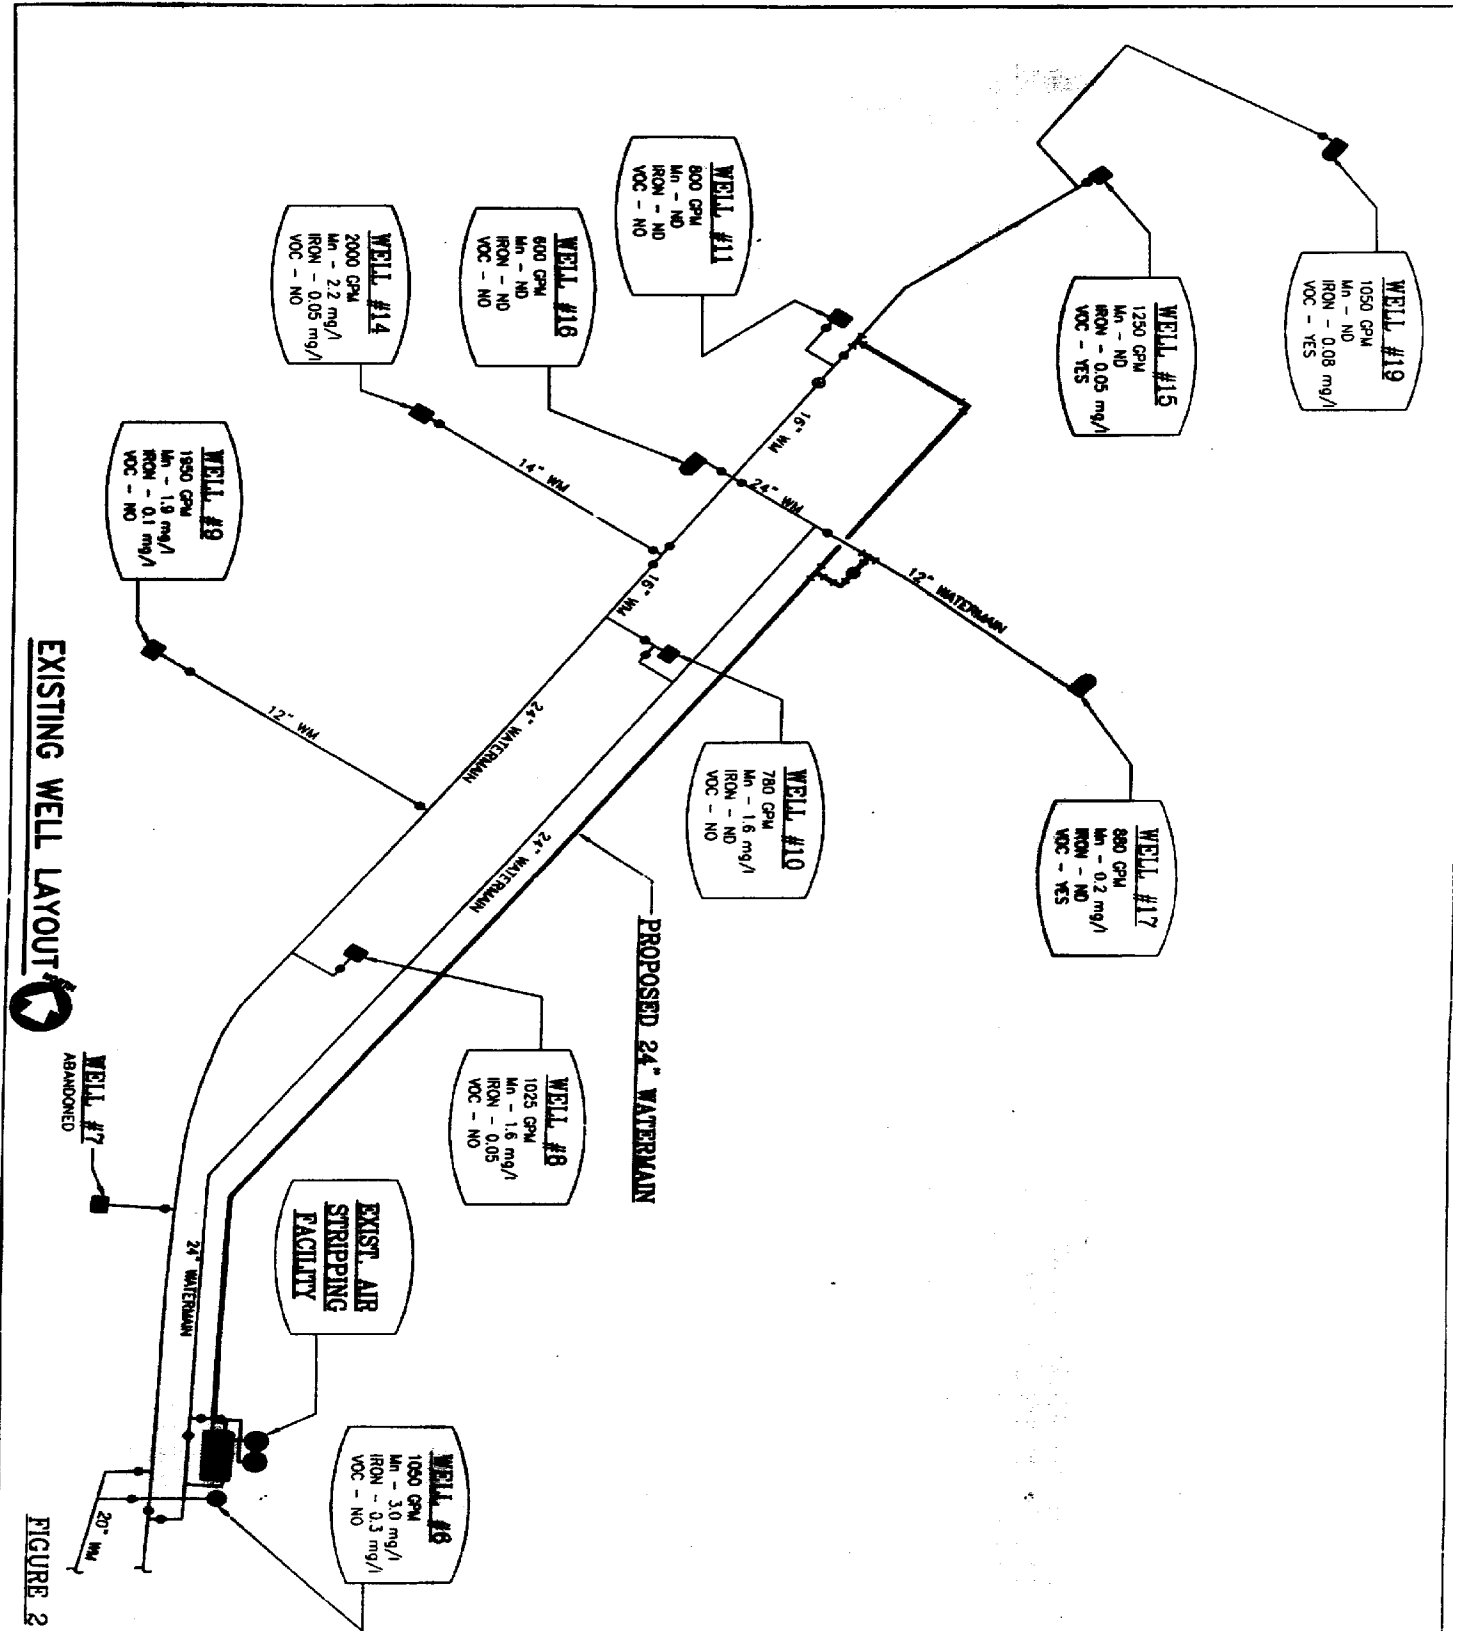 WELL #19
1050 GPM
Mn - ND
IRON - 0.08 mg/l
VOC - YES
WELL #15
1250 GPM
Mn - ND
IRON - 0.05 mg/l
VOC - YES
WELL #17
880 GPM
Mn - 0.2 mg/l
IRON - ND
VOC - YES
WELL #11
800 GPM
Mn - ND
IRON - ND
VOC - NO
WELL #16
600 GPM
Mn - ND
IRON - ND
VOC - NO
WELL #14
2000 GPM
Mn - 2.2 mg/l
IRON - 0.05 mg/l
VOC - NO
WELL #9
1950 GPM
Mn - 1.9 mg/l
IRON - 0.1 mg/l
VOC - NO
WELL #10
780 GPM
Mn - 1.6 mg/l
IRON - ND
VOC - NO
WELL #8
1025 GPM
Mn - 1.6 mg/l
IRON - 0.05
VOC - NO
WELL #6
1050 GPM
Mn - 3.0 mg/l
IRON - 0.3 mg/l
VOC - NO
EXIST. AIR
STRIPPING
FACILITY
WELL #7
ABANDONED
PROPOSED 24" WATERMAIN
16" WM
24" WM
12" WATERMAIN
14" WM
16" WM
12" WM
24" WATERMAIN
24" WATERMAIN
24" WATERMAIN
20" WM
EXISTING WELL LAYOUT
FIGURE 2